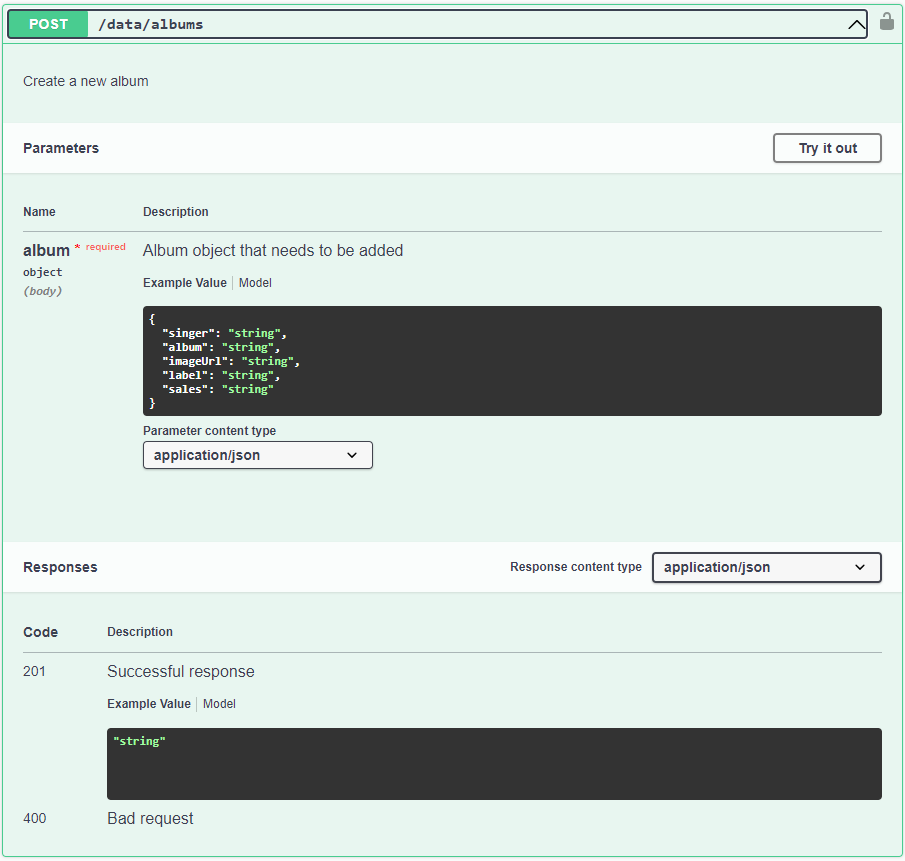 POST /data/albums
Create a new album
Parameters Try it out
Name Description
album * required Album object that needs to be added
object
(body)
Example Value Model
{
  "singer": "string",
  "album": "string",
  "imageUrl": "string",
  "label": "string",
  "sales": "string"
}
Parameter content type
application/json
Responses Response content type application/json
Code Description
201 Successful response
Example Value Model
"string"
400 Bad request